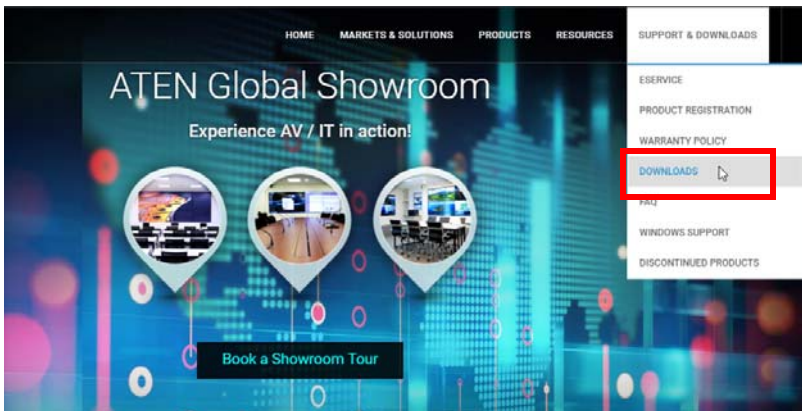 HOME MARKETS & SOLUTIONS PRODUCTS RESOURCES SUPPORT & DOWNLOADS
ATEN Global Showroom
Experience AV / IT in action!
Book a Showroom Tour
ESERVICE
PRODUCT REGISTRATION
WARRANTY POLICY
DOWNLOADS
FAQ
WINDOWS SUPPORT
DISCONTINUED PRODUCTS